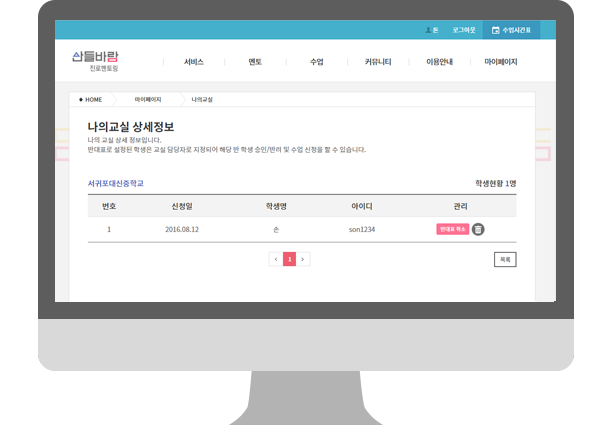 톤 로그아웃 수업시간표
산들바람
진로멘토링
서비스 멘토 수업 커뮤니티 이용안내 마이페이지
HOME 마이페이지 나의교실
나의교실 상세정보
나의 교실 상세 정보입니다.
반대표로 설정된 학생은 교실 담당자로 지정되어 해당 반 학생 승인/반려 및 수업 신청을 할 수 있습니다.
서귀포대신중학교 학생현황 1명
번호 신청일 학생명 아이디 관리
1 2016.08.12 손 son1234 반대표 취소
1
목록